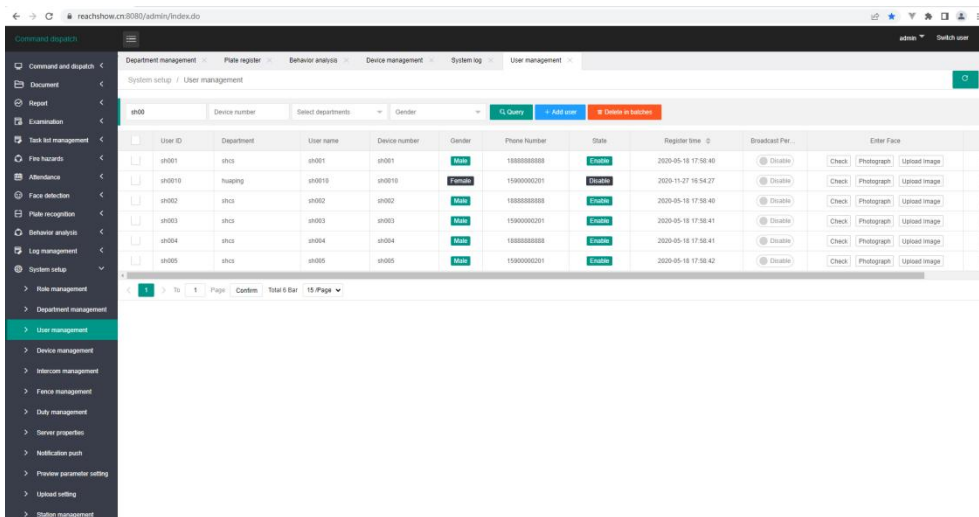 reachshow.cn:8080/admin/Index.do
Command dispatch
admin Switch user
Command and dispatch
Document
Report
Examination
Task list management
Fire hazards
Attendance
Face detection
Plate recognition
Behavior analysis
Log management
System setup
Role management
Department management
User management
Device management
Intercom management
Fence management
Duty management
Server properties
Notification push
Preview parameter setting
Upload setting
Station management
Department management Plate register Behavior analysis Device management System log User management
System setup / User management
sh00 Device number Select departments Gender Query + Add user Delete in batches
User ID Department User name Device number Gender Phone Number State Register time Broadcast Per... Enter Face
sh001 shcs sh001 sh001 Male 18888888888 Enable 2020-05-18 17:58:40 Disable Check Photograph Upload Image
sh0010 huaping sh0010 sh0010 Female 15900000201 Disable 2020-11-27 16:54:27 Disable Check Photograph Upload Image
sh002 shcs sh002 sh002 Male 18888888888 Enable 2020-05-18 17:58:40 Disable Check Photograph Upload Image
sh003 shcs sh003 sh003 Male 15900000201 Enable 2020-05-18 17:58:41 Disable Check Photograph Upload Image
sh004 shcs sh004 sh004 Male 18888888888 Enable 2020-05-18 17:58:41 Disable Check Photograph Upload Image
sh005 shcs sh005 sh005 Male 15900000201 Enable 2020-05-18 17:58:42 Disable Check Photograph Upload Image
1 To 1 Page Confirm Total 6 Bar 15 /Page